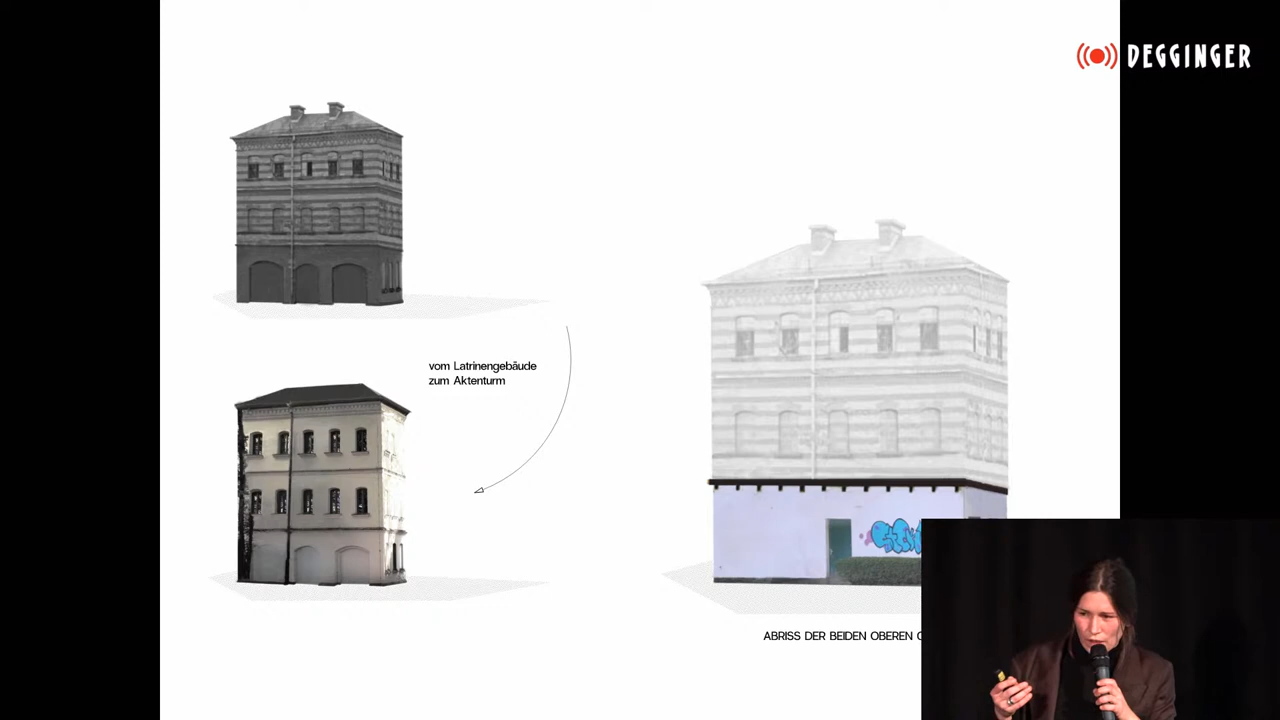 DEGGINGER
vom Latrinengebäude
zum Aktenturm
ABRISS DER BEIDEN OBEREN